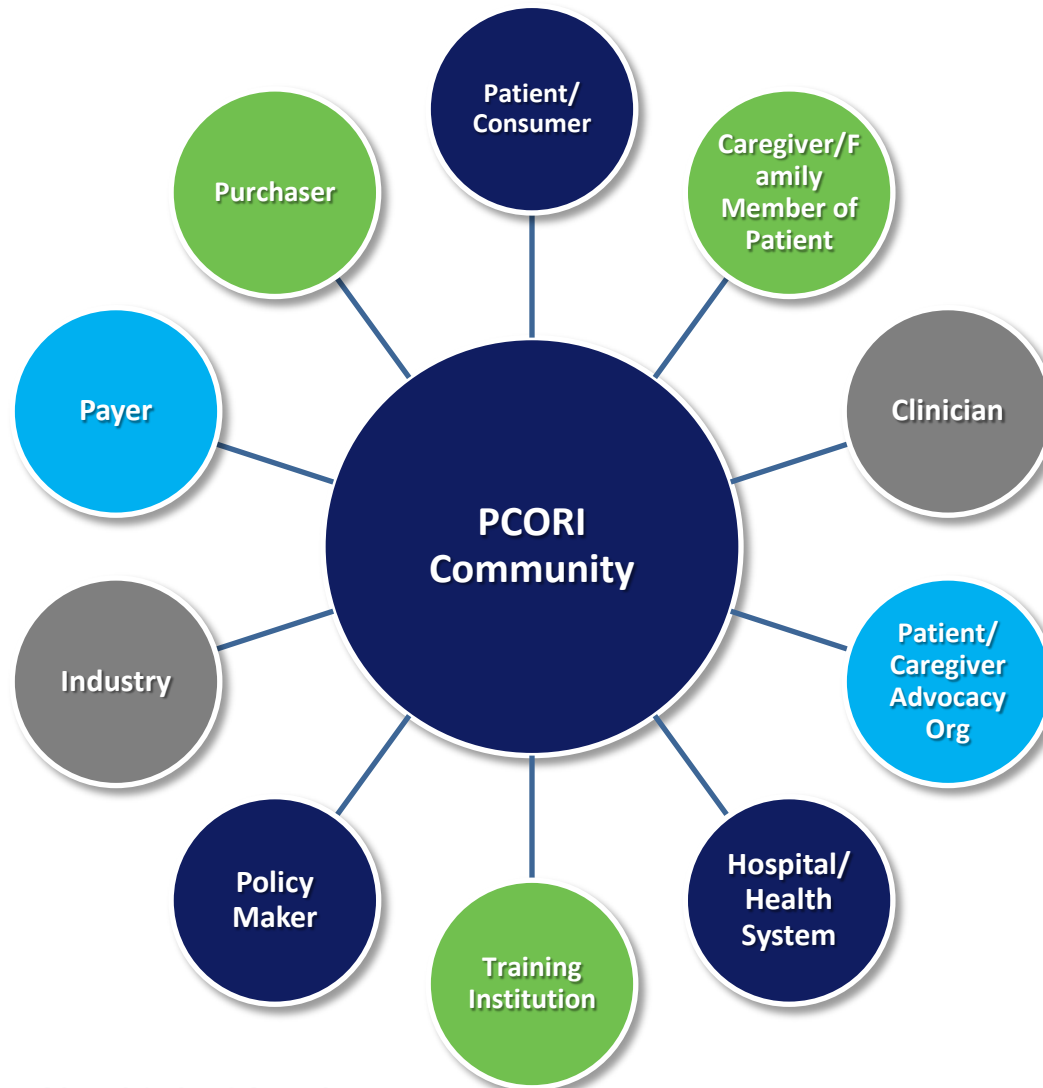 Patient/
Consumer
Caregiver/F
amily
Member of
Patient
Purchaser
Clinician
Payer
PCORI
Community
Patient/
Caregiver
Advocacy
Org
Industry
Hospital/
Health
System
Policy
Maker
Training
Institution